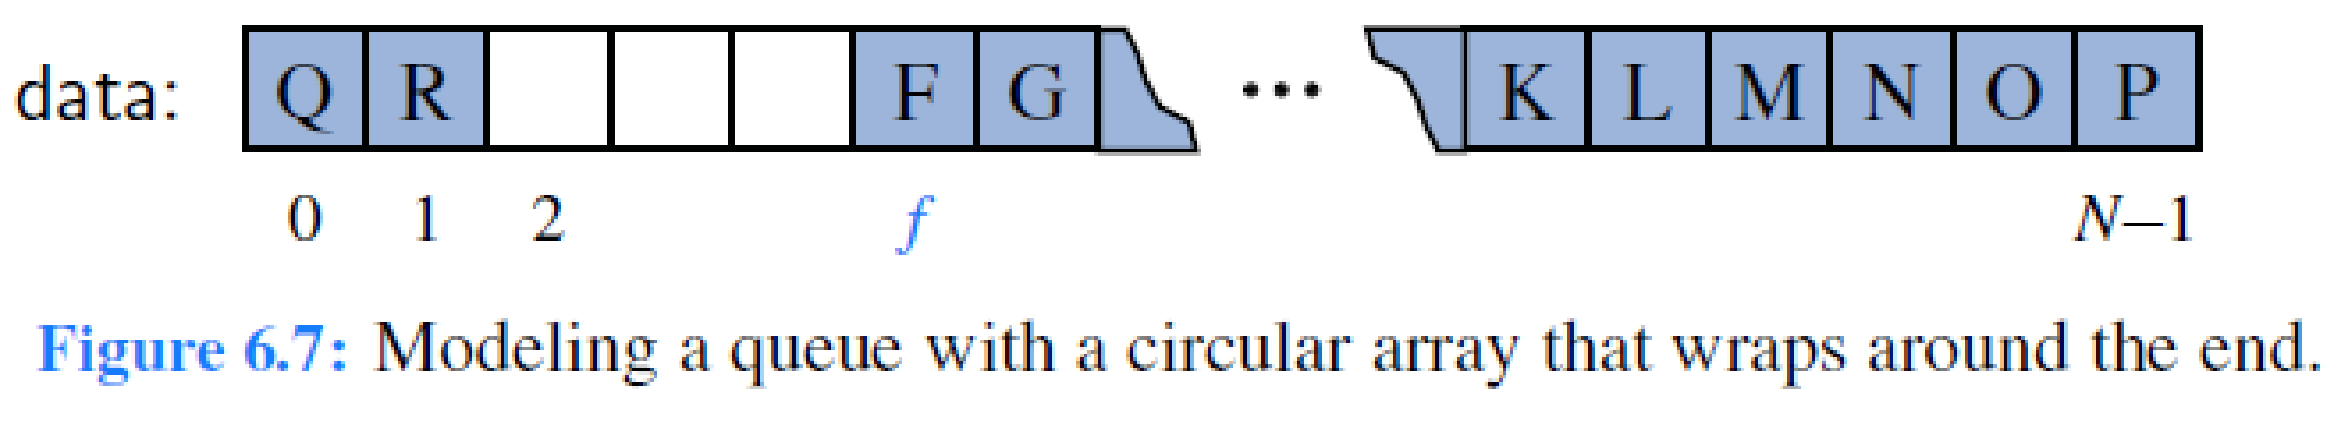 data: Q R F G ... K L M N O P
0 1 2 f N–1
Figure 6.7: Modeling a queue with a circular array that wraps around the end.